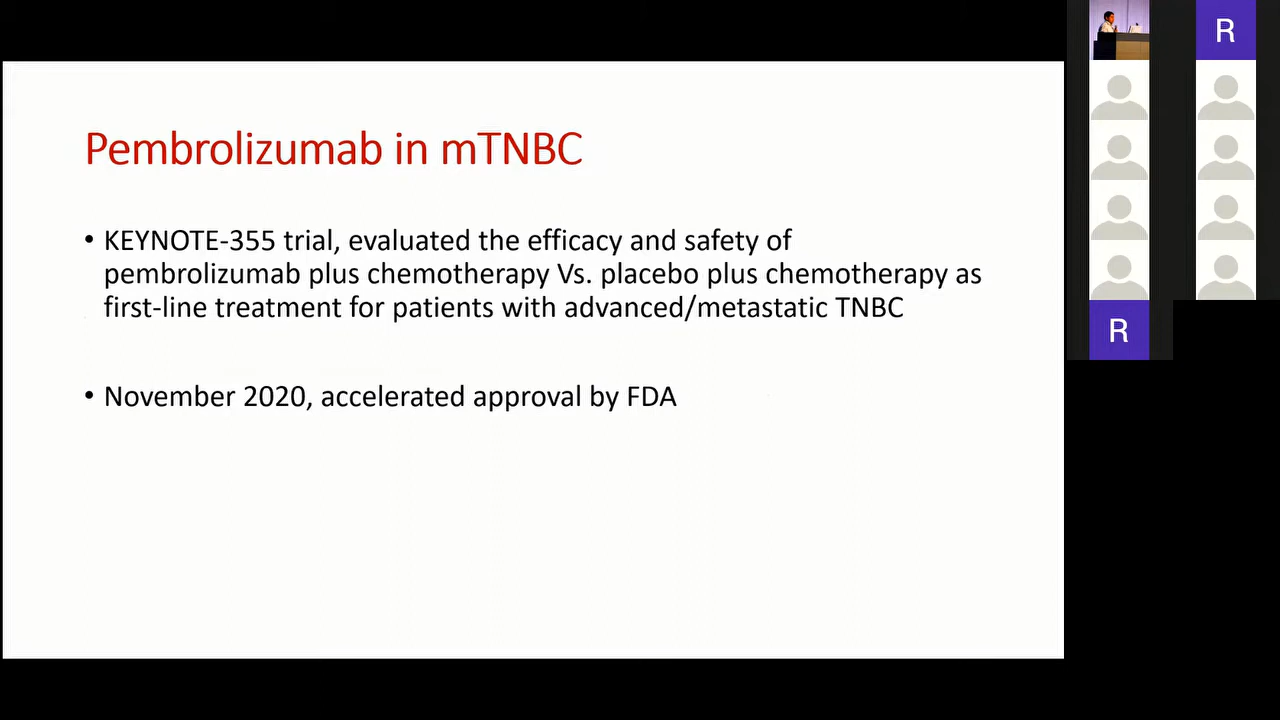 Pembrolizumab in mTNBC
• KEYNOTE-355 trial, evaluated the efficacy and safety of
pembrolizumab plus chemotherapy Vs. placebo plus chemotherapy as
first-line treatment for patients with advanced/metastatic TNBC
• November 2020, accelerated approval by FDA
R
R